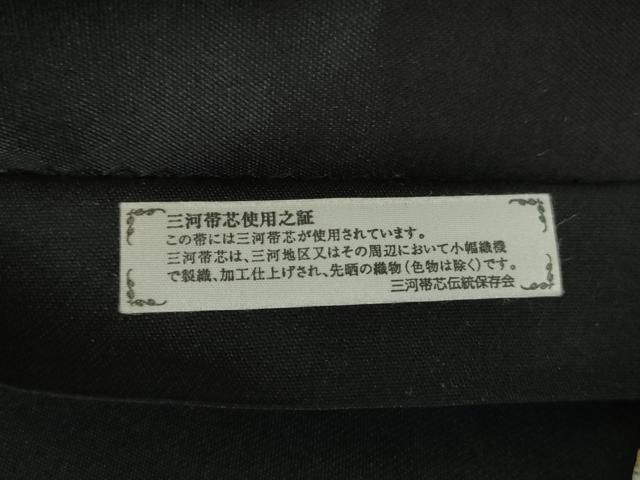 三河帯芯使用之証
この帯には三河帯芯が使用されています。
三河帯芯は、三河地区又はその周辺において小幅織機
で製織、加工仕上げされ、先晒の織物（色物は除く）です。
三河帯芯伝統保存会